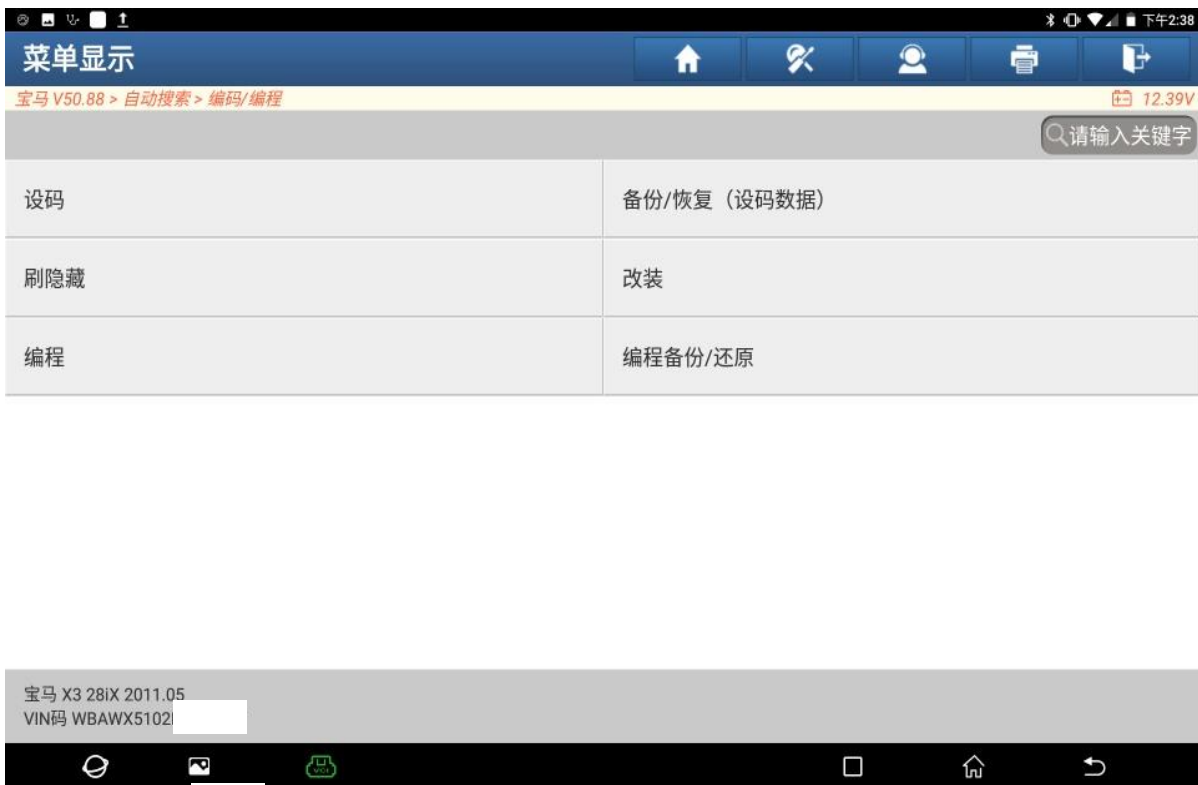 下午2:38
菜单显示
宝马 V50.88 > 自动搜索 > 编码/编程
12.39V
请输入关键字
设码
备份/恢复（设码数据）
刷隐藏
改装
编程
编程备份/还原
宝马 X3 28iX 2011.05
VIN码 WBAWX5102
VCI